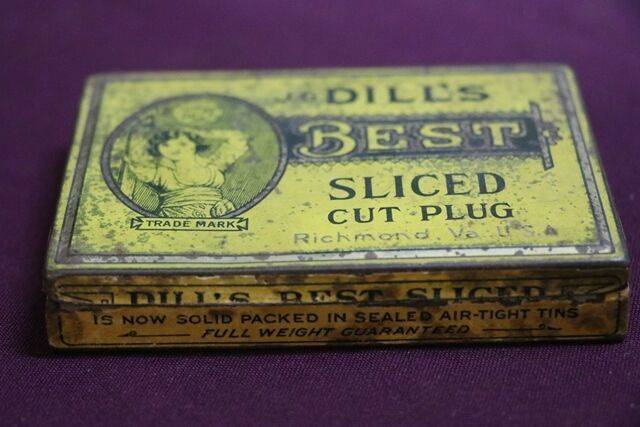 J.G. DILL'S
BEST
SLICED
CUT PLUG
Richmond Va. U.S.A
TRADE MARK
DILL'S BEST SLICED
IS NOW SOLID PACKED IN SEALED AIR-TIGHT TINS
FULL WEIGHT GUARANTEED